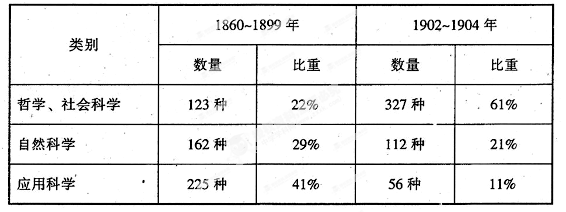 类别 1860~1899 年 1902~1904 年
数量 比重 数量 比重
哲学、社会科学 123 种 22% 327 种 61%
自然科学 162 种 29% 112 种 21%
应用科学 225 种 41% 56 种 11%